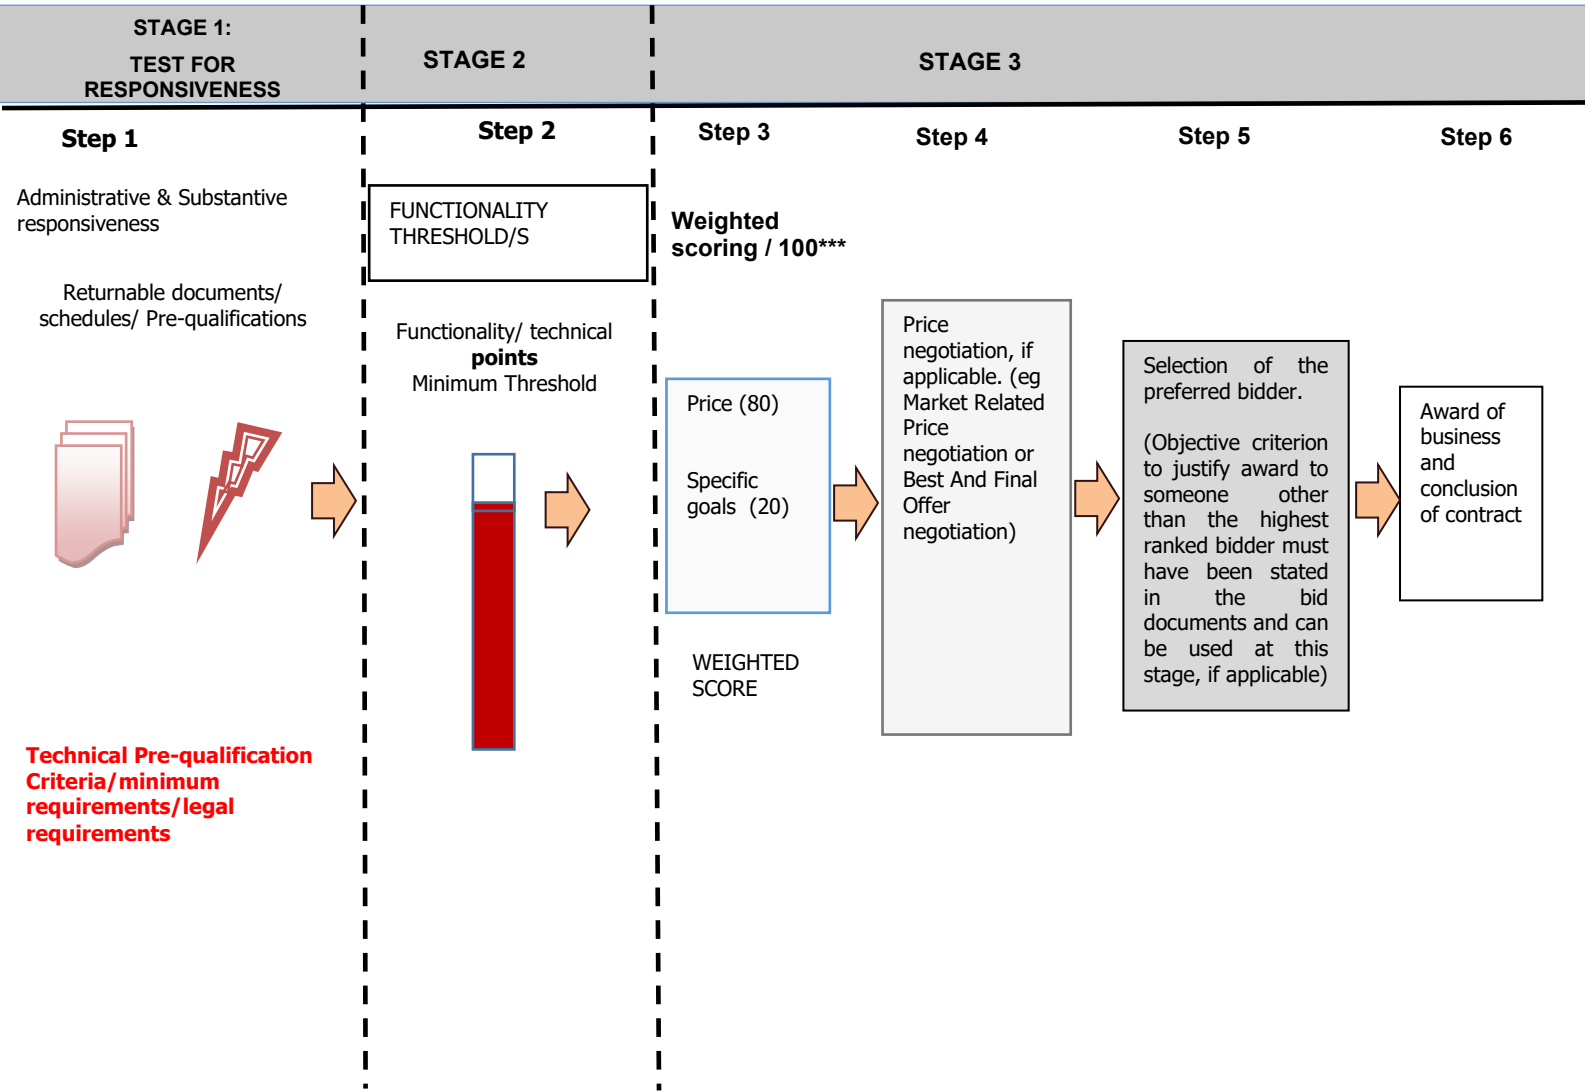 STAGE 1:
TEST FOR
RESPONSIVENESS
STAGE 2
STAGE 3
Step 1
Step 2
Step 3
Step 4
Step 5
Step 6
Administrative & Substantive
responsiveness
Returnable documents/
schedules/ Pre-qualifications
Technical Pre-qualification
Criteria/minimum
requirements/legal
requirements
FUNCTIONALITY
THRESHOLD/S
Functionality/ technical
points
Minimum Threshold
Weighted
scoring / 100***
Price (80)
Specific
goals (20)
WEIGHTED
SCORE
Price
negotiation, if
applicable. (eg
Market Related
Price
negotiation or
Best And Final
Offer
negotiation)
Selection of the
preferred bidder.
(Objective criterion
to justify award to
someone other
than the highest
ranked bidder must
have been stated
in the bid
documents and can
be used at this
stage, if applicable)
Award of
business
and
conclusion
of contract